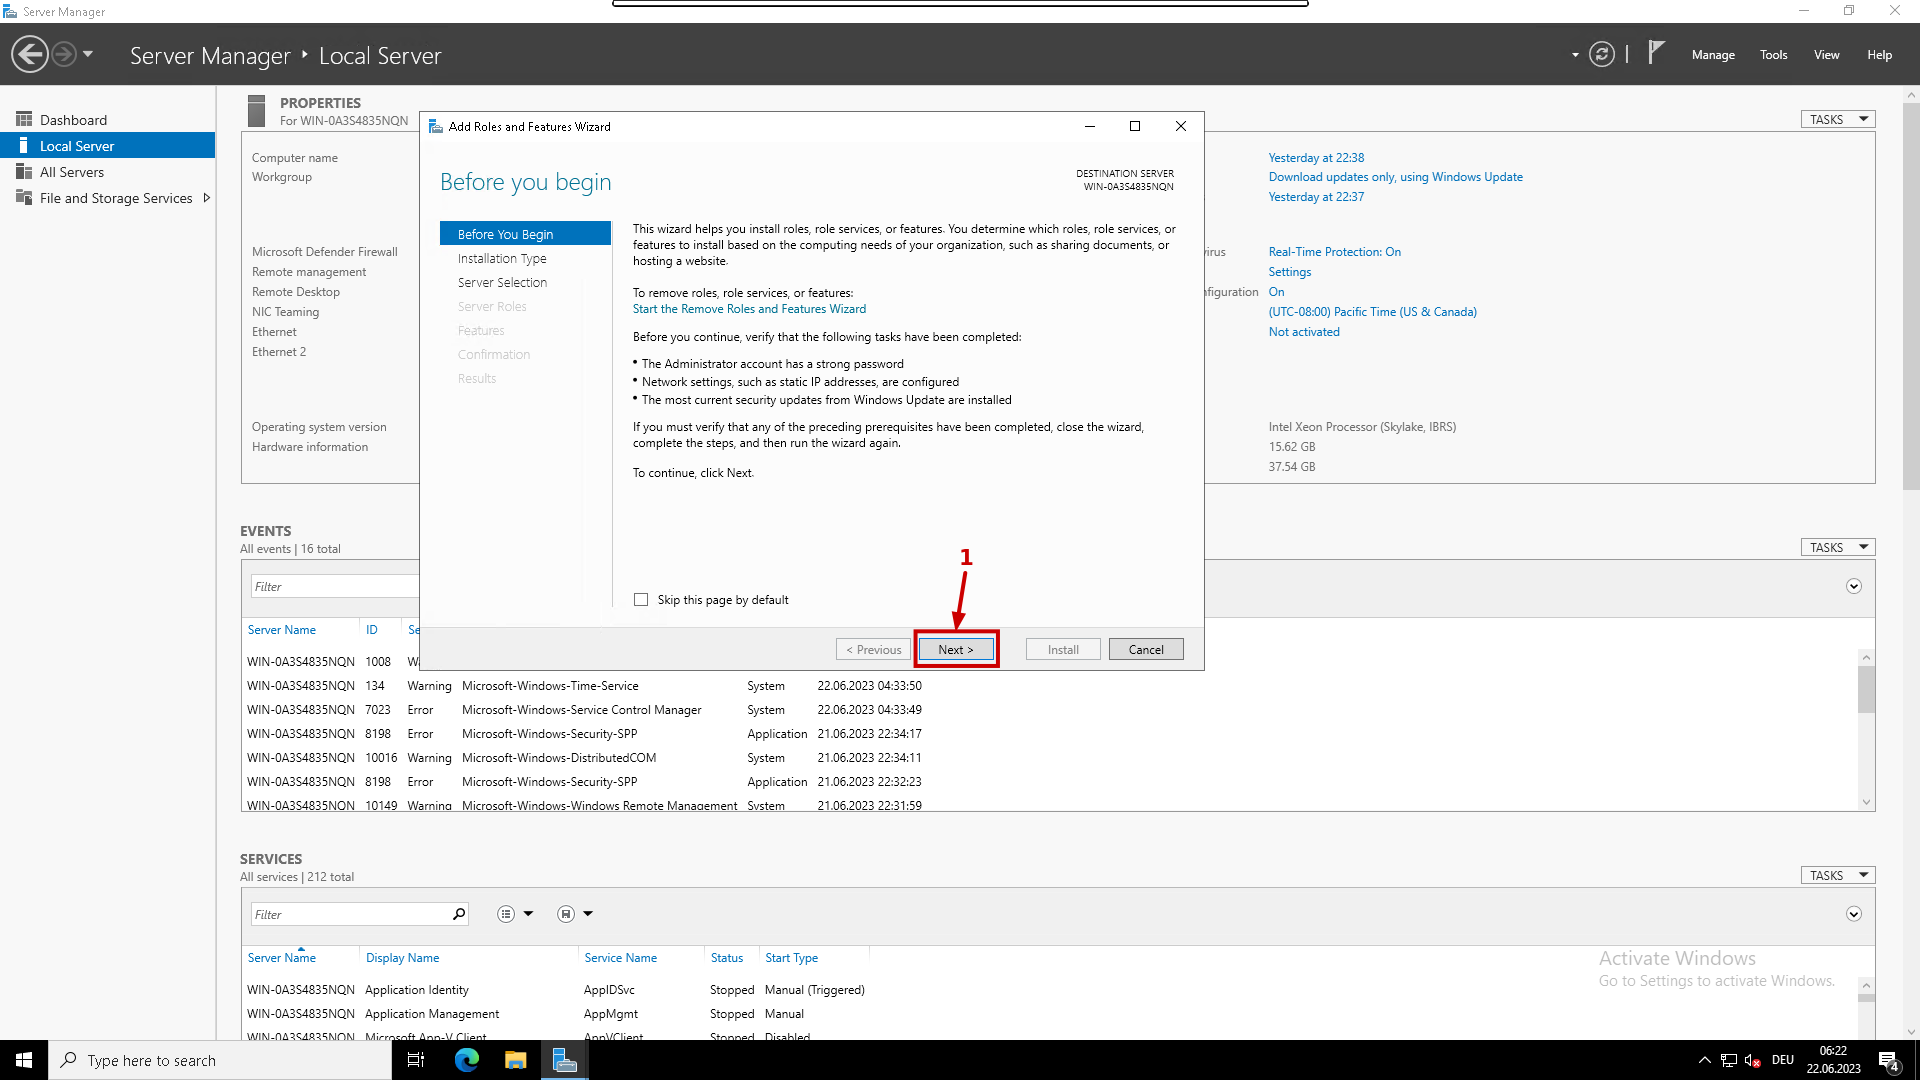 Server Manager
Server Manager ‣ Local Server
Manage
Tools
View
Help
Dashboard
Local Server
All Servers
File and Storage Services
PROPERTIES
For WIN-0A3S4835NQN
TASKS
Computer name
Workgroup
Microsoft Defender Firewall
Remote management
Remote Desktop
NIC Teaming
Ethernet
Ethernet 2
Operating system version
Hardware information
Yesterday at 22:38
Download updates only, using Windows Update
Yesterday at 22:37
Real-Time Protection: On
Settings
On
(UTC-08:00) Pacific Time (US & Canada)
Not activated
Intel Xeon Processor (Skylake, IBRS)
15.62 GB
37.54 GB
Add Roles and Features Wizard
Before you begin
DESTINATION SERVER
WIN-0A3S4835NQN
Before You Begin
Installation Type
Server Selection
Server Roles
Features
Confirmation
Results
This wizard helps you install roles, role services, or features. You determine which roles, role services, or
features to install based on the computing needs of your organization, such as sharing documents, or
hosting a website.
To remove roles, role services, or features:
Start the Remove Roles and Features Wizard
Before you continue, verify that the following tasks have been completed:
• The Administrator account has a strong password
• Network settings, such as static IP addresses, are configured
• The most current security updates from Windows Update are installed
If you must verify that any of the preceding prerequisites have been completed, close the wizard,
complete the steps, and then run the wizard again.
To continue, click Next.
1
Skip this page by default
< Previous
Next >
Install
Cancel
EVENTS
All events | 16 total
TASKS
Filter
Server Name ID
WIN-0A3S4835NQN 1008
WIN-0A3S4835NQN 134 Warning Microsoft-Windows-Time-Service System 22.06.2023 04:33:50
WIN-0A3S4835NQN 7023 Error Microsoft-Windows-Service Control Manager System 22.06.2023 04:33:49
WIN-0A3S4835NQN 8198 Error Microsoft-Windows-Security-SPP Application 21.06.2023 22:34:17
WIN-0A3S4835NQN 10016 Warning Microsoft-Windows-DistributedCOM System 21.06.2023 22:34:11
WIN-0A3S4835NQN 8198 Error Microsoft-Windows-Security-SPP Application 21.06.2023 22:32:23
WIN-0A3S4835NQN 10149 Warning Microsoft-Windows-Windows Remote Management System 21.06.2023 22:31:59
SERVICES
All services | 212 total
TASKS
Filter
Server Name Display Name Service Name Status Start Type
WIN-0A3S4835NQN Application Identity AppIDSvc Stopped Manual (Triggered)
WIN-0A3S4835NQN Application Management AppMgmt Stopped Manual
WIN-0A3S4835NQN Microsoft App-V Client AppVClient Stopped Disabled
Activate Windows
Go to Settings to activate Windows.
Type here to search
DEU
06:22
22.06.2023
4